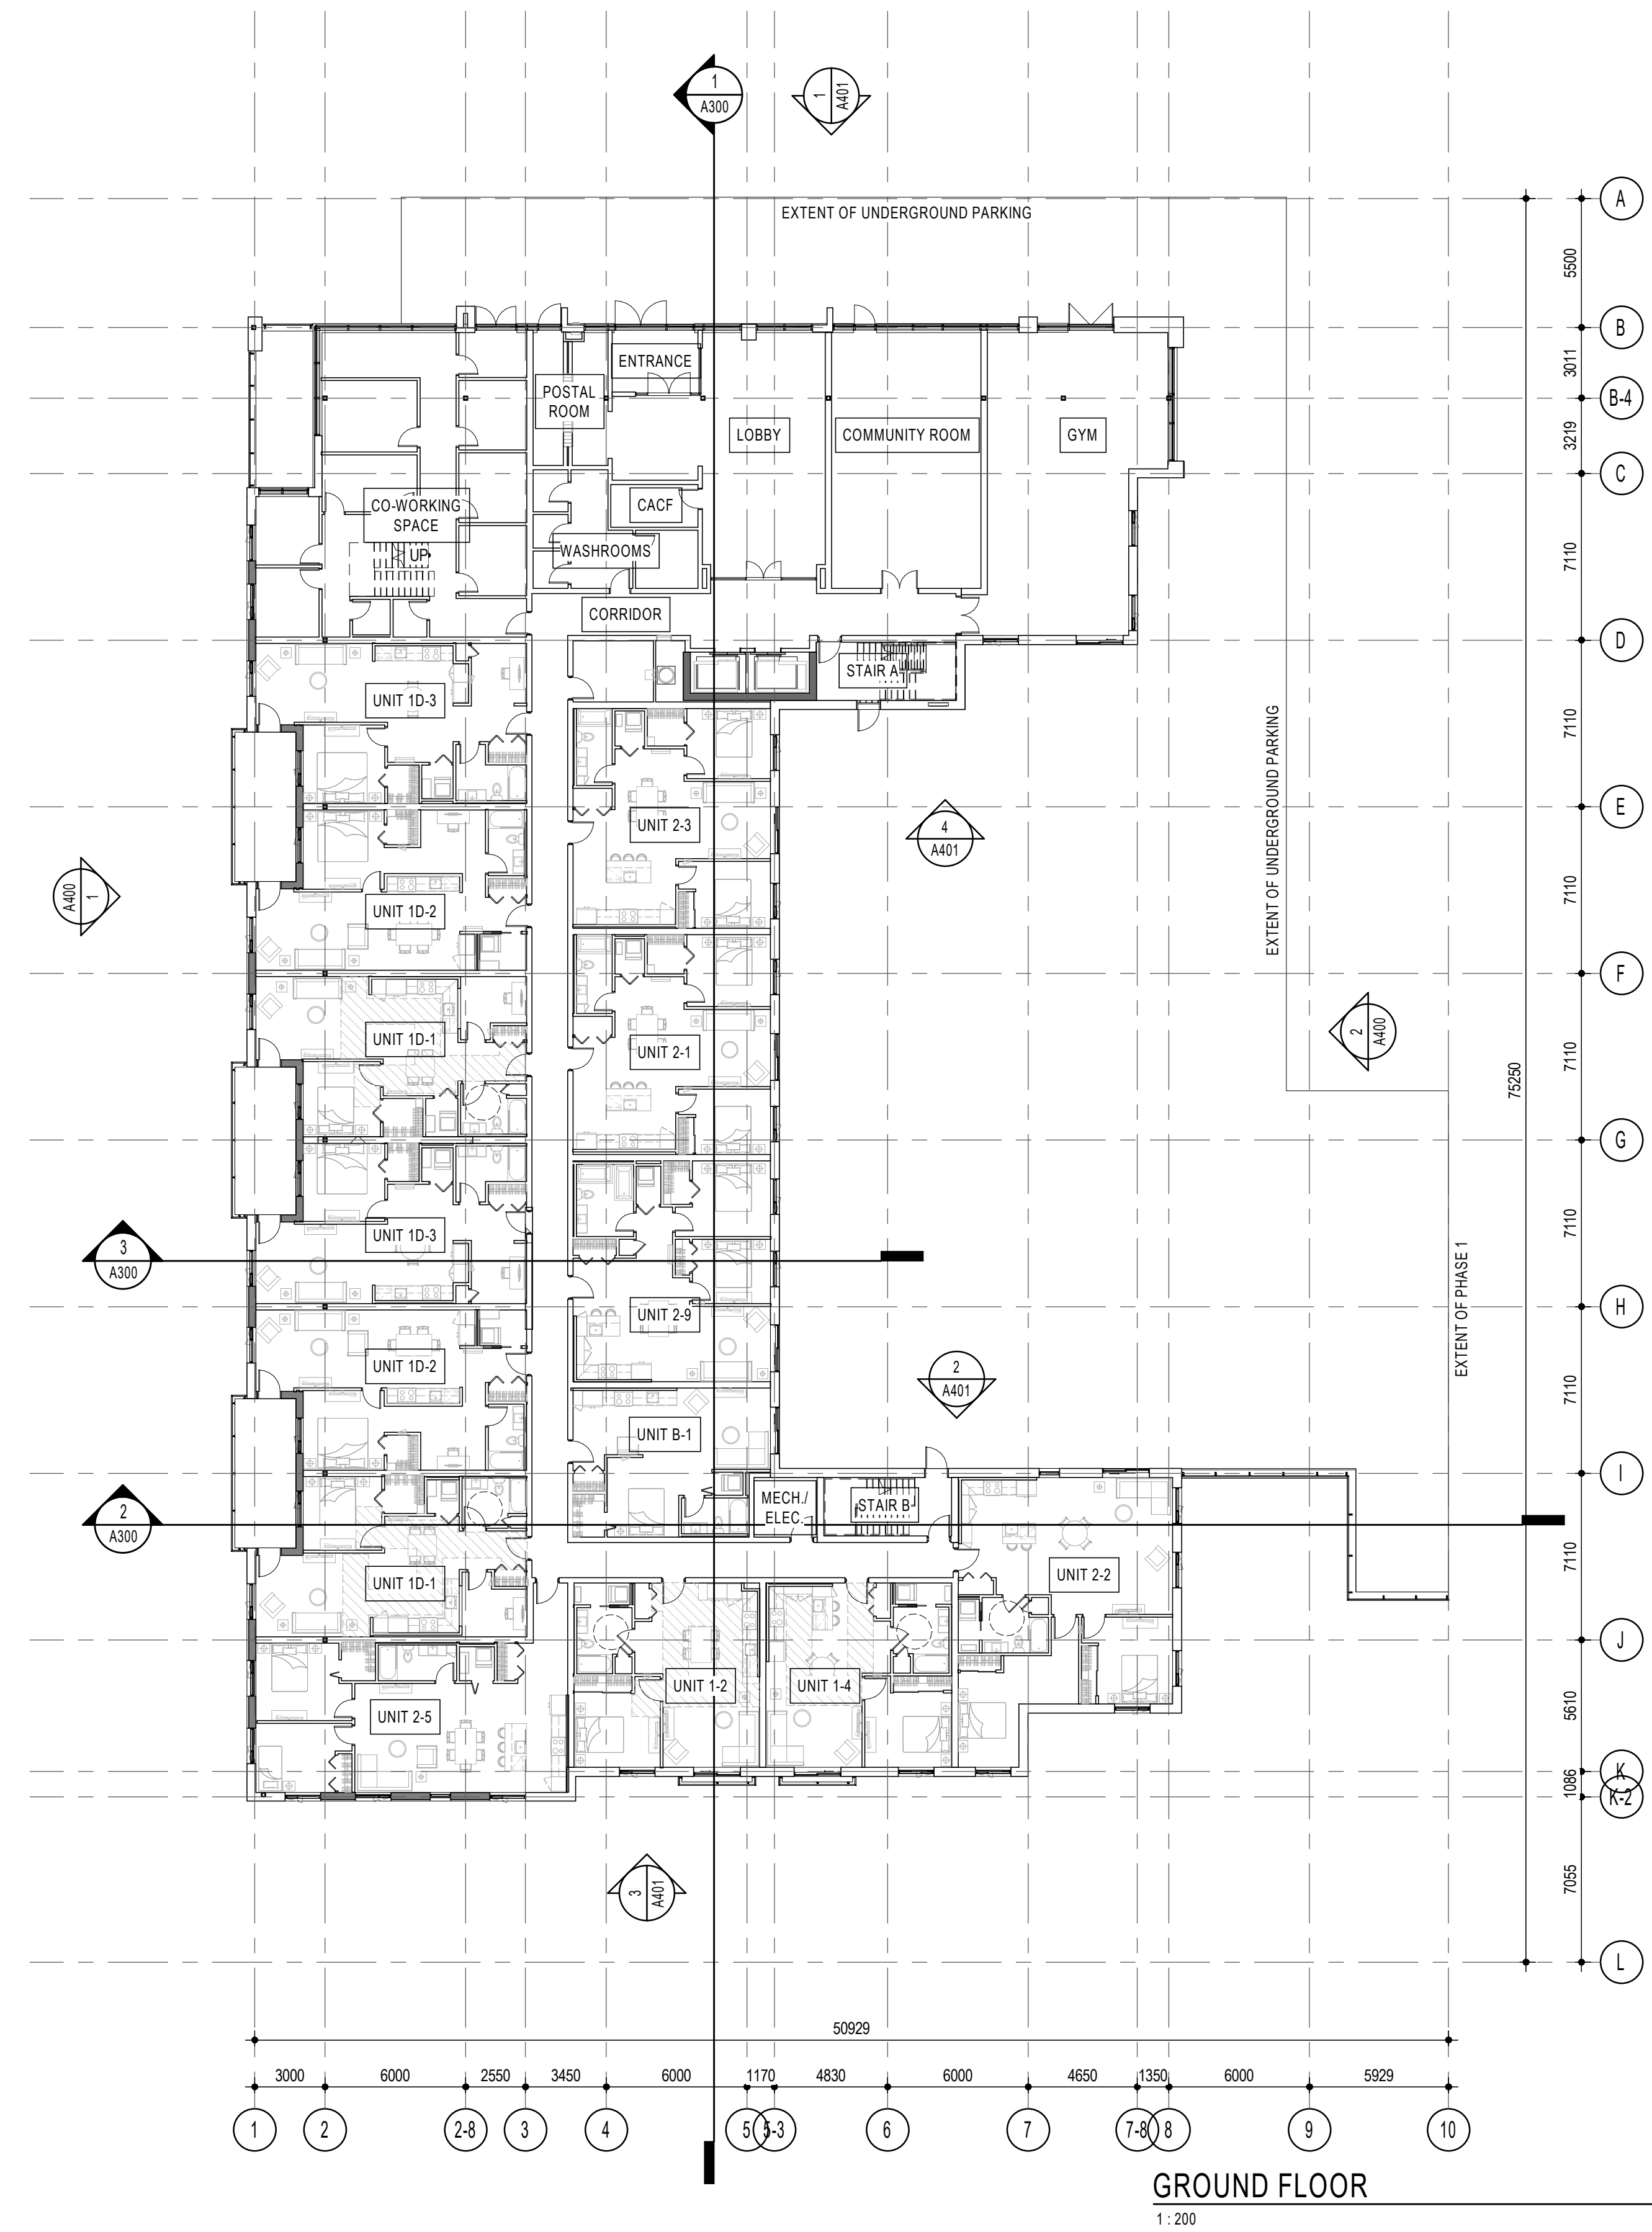 1
A300
1
A401
EXTENT OF UNDERGROUND PARKING
A
5500
B
3011
B-4
3219
C
7110
D
7110
E
7110
F
7110
G
7110
H
7110
I
7110
J
5610
K
1086
K-2
7055
L
75250
ENTRANCE
POSTAL
ROOM
LOBBY
COMMUNITY ROOM
GYM
CO-WORKING
SPACE
UP
CACF
WASHROOMS
CORRIDOR
STAIR A
UNIT 1D-3
UNIT 2-3
4
A401
EXTENT OF UNDERGROUND PARKING
A400
1
UNIT 1D-2
UNIT 1D-1
UNIT 2-1
2
A400
3
A300
UNIT 1D-3
UNIT 2-9
EXTENT OF PHASE 1
UNIT 1D-2
2
A401
UNIT B-1
2
A300
MECH./
ELEC.
STAIR B
UNIT 1D-1
UNIT 2-2
UNIT 2-5
UNIT 1-2
UNIT 1-4
3
A401
50929
3000
6000
2550
3450
6000
1170
4830
6000
4650
1350
6000
5929
1
2
2-8
3
4
5
5-3
6
7
7-8
8
9
10
GROUND FLOOR
1 : 200